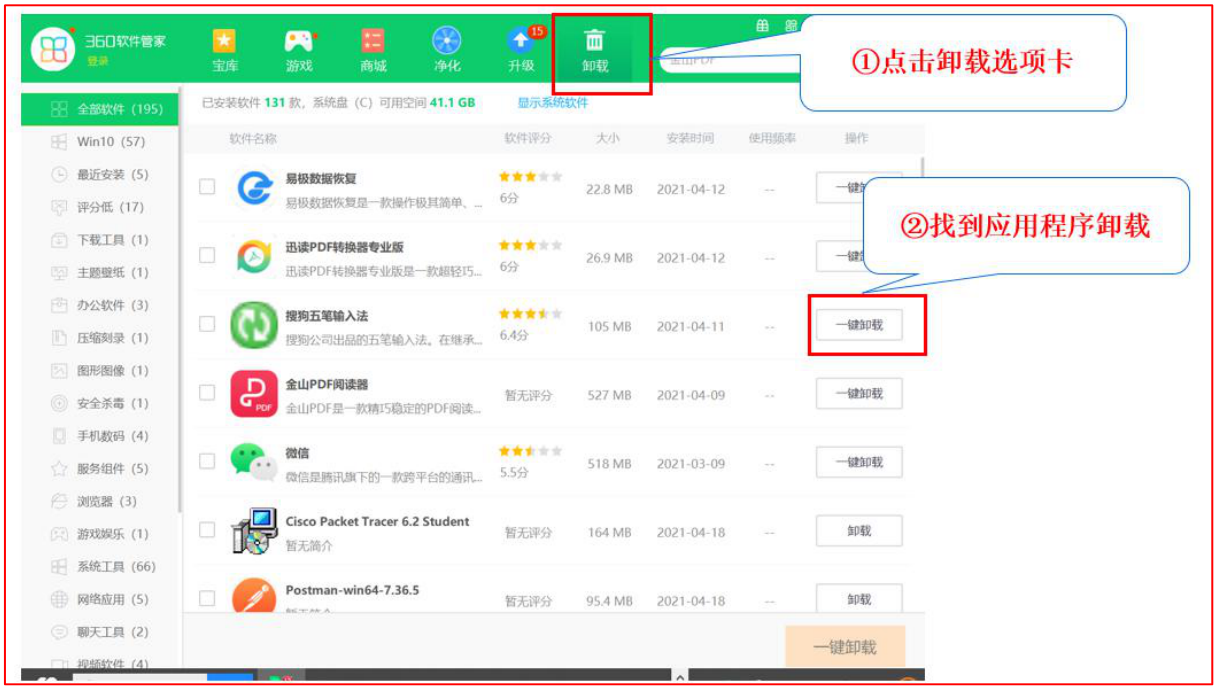 360软件管家
登录
宝库
游戏
商城
净化
15
升级
卸载
①点击卸载选项卡
全部软件 (195)
Win10 (57)
最近安装 (5)
评分低 (17)
下载工具 (1)
主题壁纸 (1)
办公软件 (3)
压缩刻录 (1)
图形图像 (1)
安全杀毒 (1)
手机数码 (4)
服务组件 (5)
浏览器 (3)
游戏娱乐 (1)
系统工具 (66)
网络应用 (5)
聊天工具 (2)
视频软件 (4)
已安装软件 131 款，系统盘 (C) 可用空间 41.1 GB 显示系统软件
软件名称 软件评分 大小 安装时间 使用频率 操作
易极数据恢复
易极数据恢复是一款操作极其简单、...
6分 22.8 MB 2021-04-12 --
②找到应用程序卸载
迅读PDF转换器专业版
迅读PDF转换器专业版是一款超轻巧...
6分 26.9 MB 2021-04-12 --
搜狗五笔输入法
搜狗公司出品的五笔输入法。在继承...
6.4分 105 MB 2021-04-11 -- 一键卸载
金山PDF阅读器
金山PDF是一款精巧稳定的PDF阅读...
暂无评分 527 MB 2021-04-09 -- 一键卸载
微信
微信是腾讯旗下的一款跨平台的通讯...
5.5分 518 MB 2021-03-09 -- 一键卸载
Cisco Packet Tracer 6.2 Student
暂无简介
暂无评分 164 MB 2021-04-18 -- 卸载
Postman-win64-7.36.5
暂无评分 95.4 MB 2021-04-18 -- 卸载
一键卸载